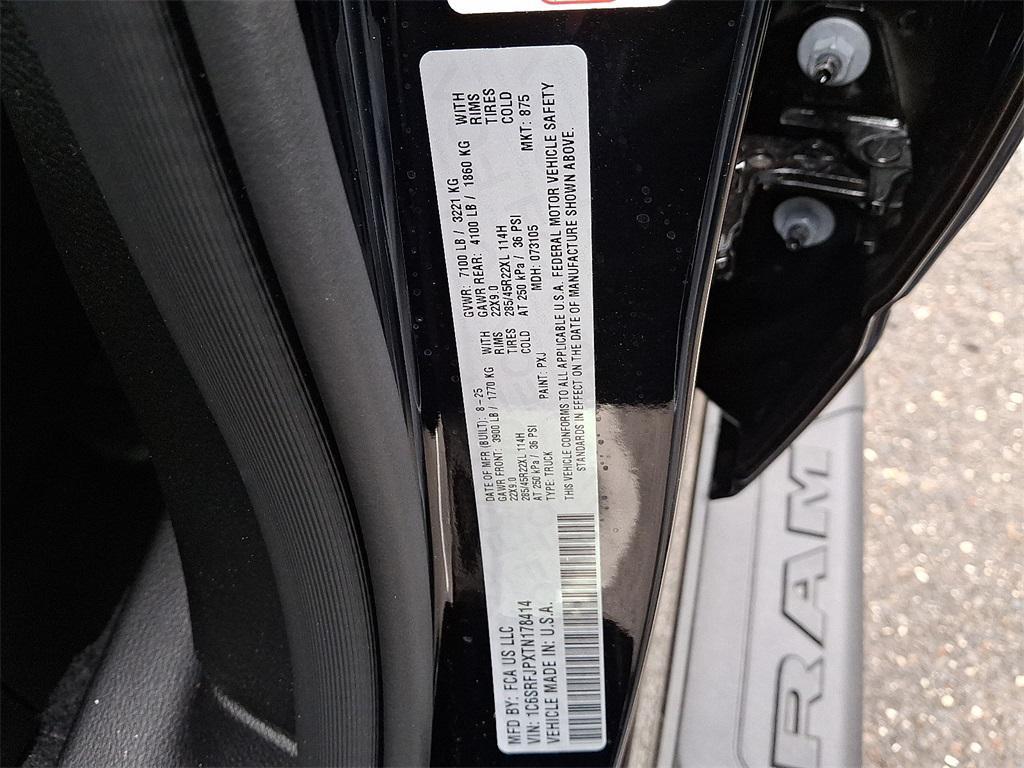 MFD BY: FCA US LLC
DATE OF MFR (BUILT): 8-25
GVWR: 7100 LB / 3221 KG
VIN: 1C6SRFJPXTN178414
GAWR FRONT: 3900 LB / 1770 KG WITH
GAWR REAR: 4100 LB / 1860 KG WITH
VEHICLE MADE IN: U.S.A.
22X9.0 RIMS
22X9.0 RIMS
285/45R22XL 114H TIRES
285/45R22XL 114H TIRES
AT 250 kPa / 36 PSI COLD
AT 250 kPa / 36 PSI COLD
TYPE: TRUCK PAINT: PXJ MDH: 073105 MKT: 875
THIS VEHICLE CONFORMS TO ALL APPLICABLE U.S.A. FEDERAL MOTOR VEHICLE SAFETY
STANDARDS IN EFFECT ON THE DATE OF MANUFACTURE SHOWN ABOVE.
RAM